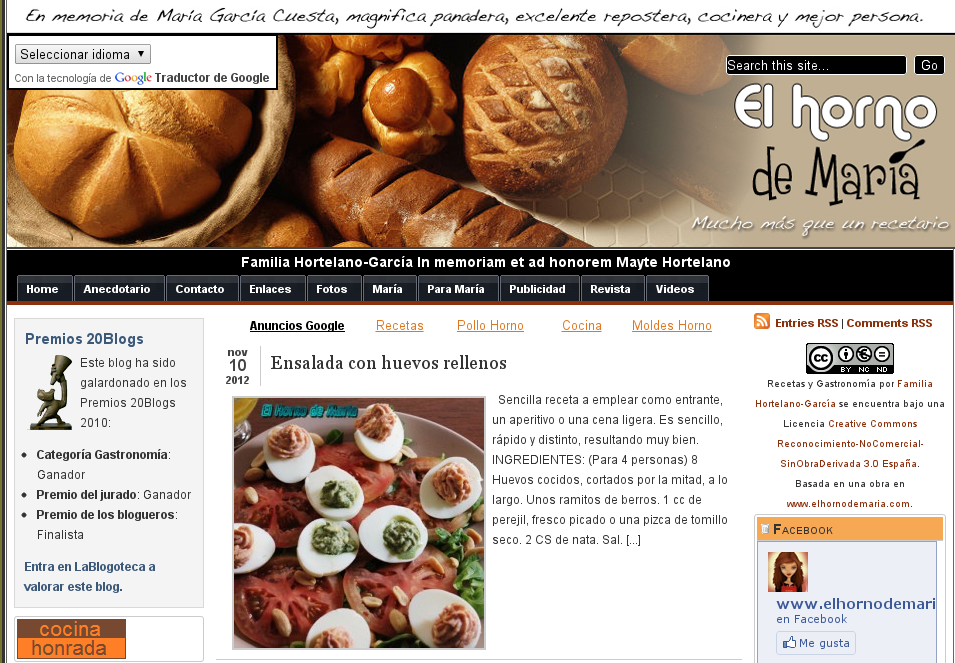 En memoria de María García Cuesta, magnifica panadera, excelente repostera, cocinera y mejor persona.
Seleccionar idioma ▼
Con la tecnología de Google Traductor de Google
Search this site... Go
El horno
de María
Mucho más que un recetario
Familia Hortelano-García In memoriam et ad honorem Mayte Hortelano
Home Anecdotario Contacto Enlaces Fotos María Para María Publicidad Revista Videos
Premios 20Blogs
Este blog ha sido
galardonado en los
Premios 20Blogs
2010:
Categoría Gastronomía:
Ganador
Premio del jurado: Ganador
Premio de los blogueros:
Finalista
Entra en LaBlogoteca a
valorar este blog.
cocina
honrada
Anuncios Google Recetas Pollo Horno Cocina Moldes Horno
nov
10
2012
Ensalada con huevos rellenos
El Horno de María
Sencilla receta a emplear como entrante,
un aperitivo o una cena ligera. Es sencillo,
rápido y distinto, resultando muy bien.
INGREDIENTES: (Para 4 personas) 8
Huevos cocidos, cortados por la mitad, a lo
largo. Unos ramitos de berros. 1 cc de
perejil, fresco picado o una pizca de tomillo
seco. 2 CS de nata. Sal. [...]
Entries RSS | Comments RSS
cc
BY NC ND
Recetas y Gastronomía por Familia
Hortelano-García se encuentra bajo una
Licencia Creative Commons
Reconocimiento-NoComercial-
SinObraDerivada 3.0 España.
Basada en una obra en
www.elhornodemaria.com.
Facebook
www.elhornodemari
en Facebook
Me gusta